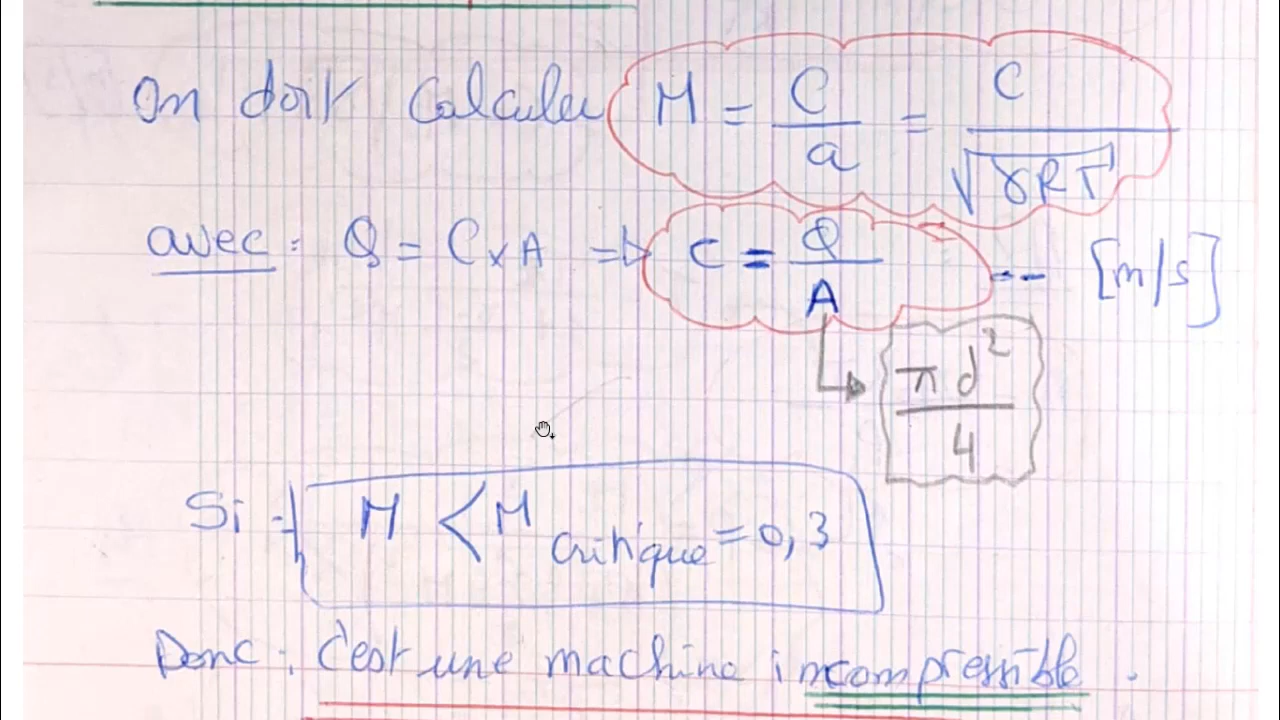 On doit Calculer M = C / a = C / √γRT
avec : Q = C x A => C = Q / A -- [m/s]
πd² / 4
Si : M < M critique = 0,3
Donc : c'est une machine incompressible .